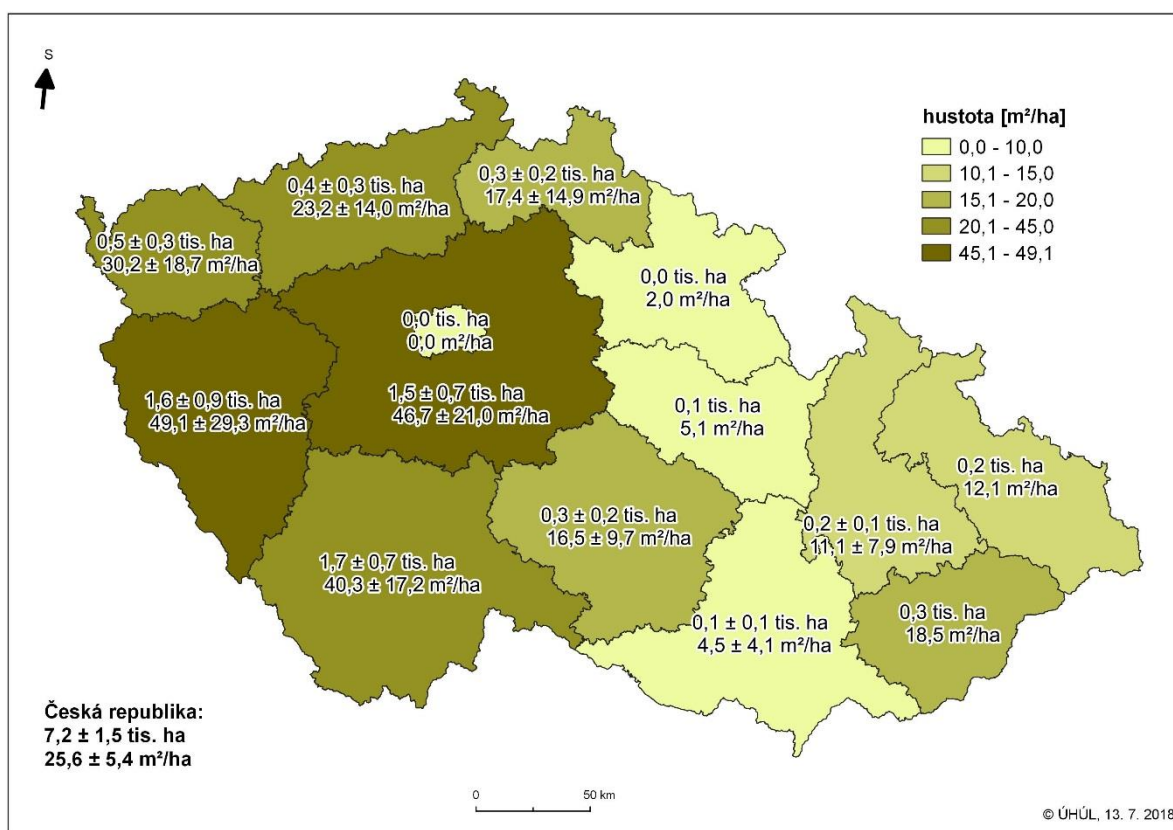 S
hustota [m²/ha]
0,0 - 10,0
10,1 - 15,0
15,1 - 20,0
20,1 - 45,0
45,1 - 49,1
0,3 ± 0,2 tis. ha
17,4 ± 14,9 m²/ha
0,4 ± 0,3 tis. ha
23,2 ± 14,0 m²/ha
0,5 ± 0,3 tis. ha
30,2 ± 18,7 m²/ha
0,0 tis. ha
2,0 m²/ha
0,0 tis. ha
0,0 m²/ha
1,6 ± 0,9 tis. ha
49,1 ± 29,3 m²/ha
1,5 ± 0,7 tis. ha
46,7 ± 21,0 m²/ha
0,1 tis. ha
5,1 m²/ha
0,2 tis. ha
12,1 m²/ha
0,3 ± 0,2 tis. ha
16,5 ± 9,7 m²/ha
0,2 ± 0,1 tis. ha
11,1 ± 7,9 m²/ha
1,7 ± 0,7 tis. ha
40,3 ± 17,2 m²/ha
0,3 tis. ha
18,5 m²/ha
0,1 ± 0,1 tis. ha
4,5 ± 4,1 m²/ha
Česká republika:
7,2 ± 1,5 tis. ha
25,6 ± 5,4 m²/ha
0 50 km
© ÚHÚL, 13. 7. 2018